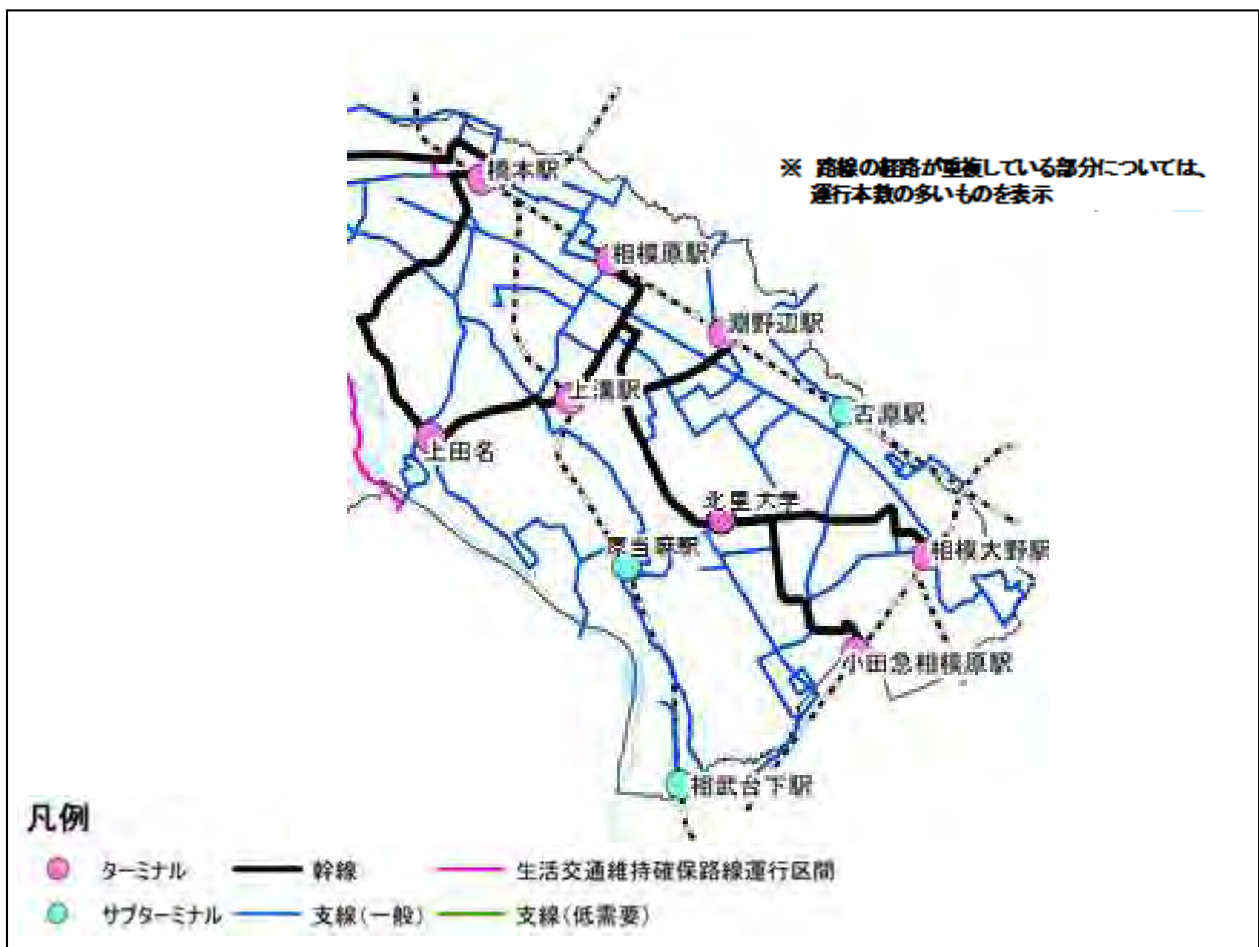 ※ 路線の経路が重複している部分については、
運行本数の多いものを表示
橋本駅
相模原駅
淵野辺駅
上溝駅
古淵駅
上田名
北里大学
原当麻駅
相模大野駅
小田急相模原駅
相武台下駅
凡例
ターミナル
幹線
生活交通維持確保路線運行区間
サブターミナル
支線(一般)
支線(低需要)